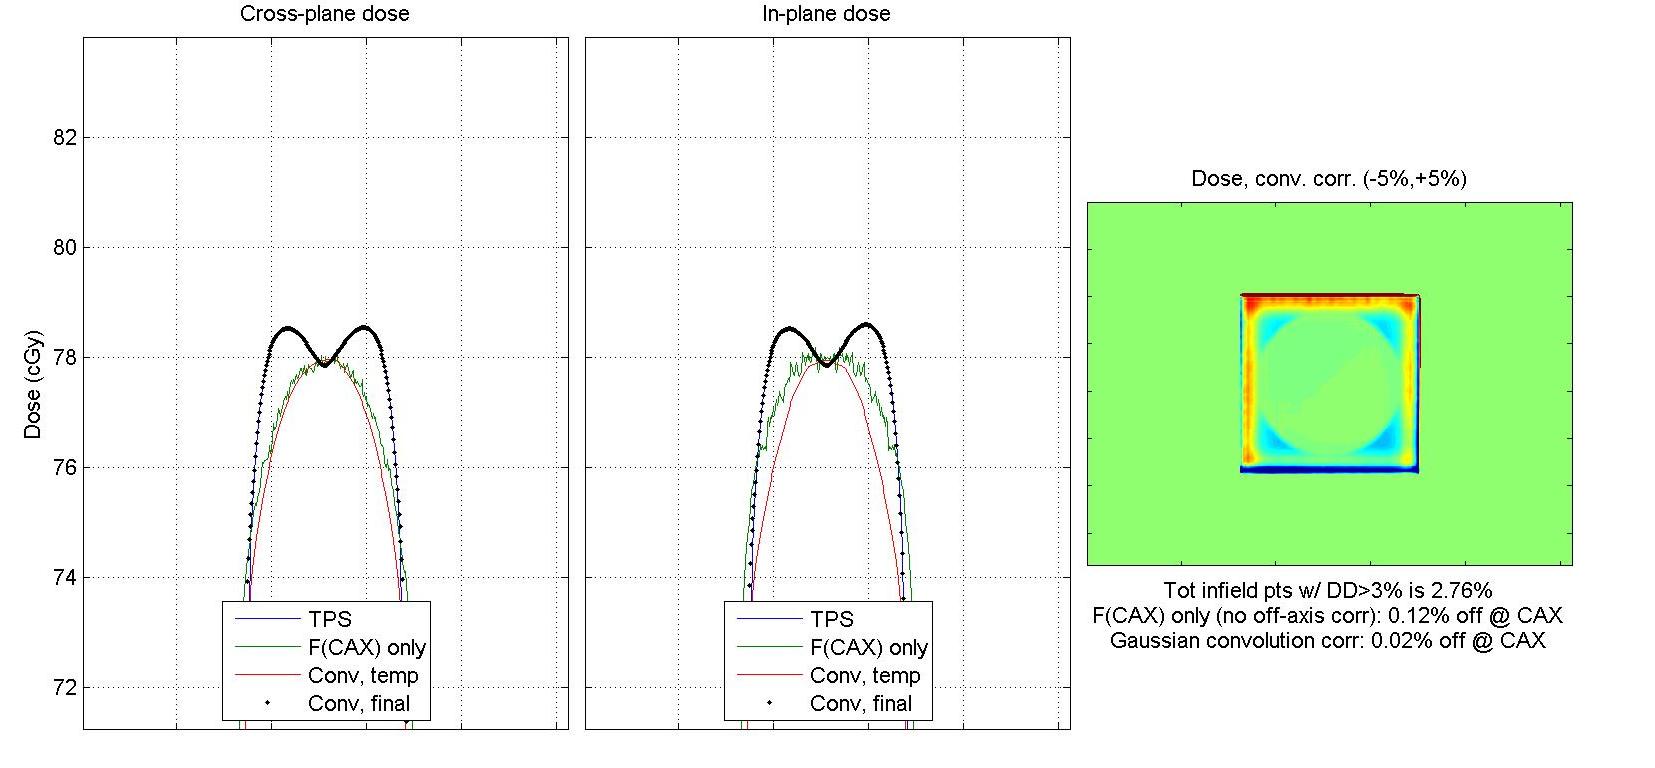 Cross-plane dose
In-plane dose
Dose, conv. corr. (-5%,+5%)
Dose (cGy)
82
80
78
76
74
72
TPS
F(CAX) only
Conv, temp
Conv, final
TPS
F(CAX) only
Conv, temp
Conv, final
Tot infield pts w/ DD>3% is 2.76%
F(CAX) only (no off-axis corr): 0.12% off @ CAX
Gaussian convolution corr: 0.02% off @ CAX